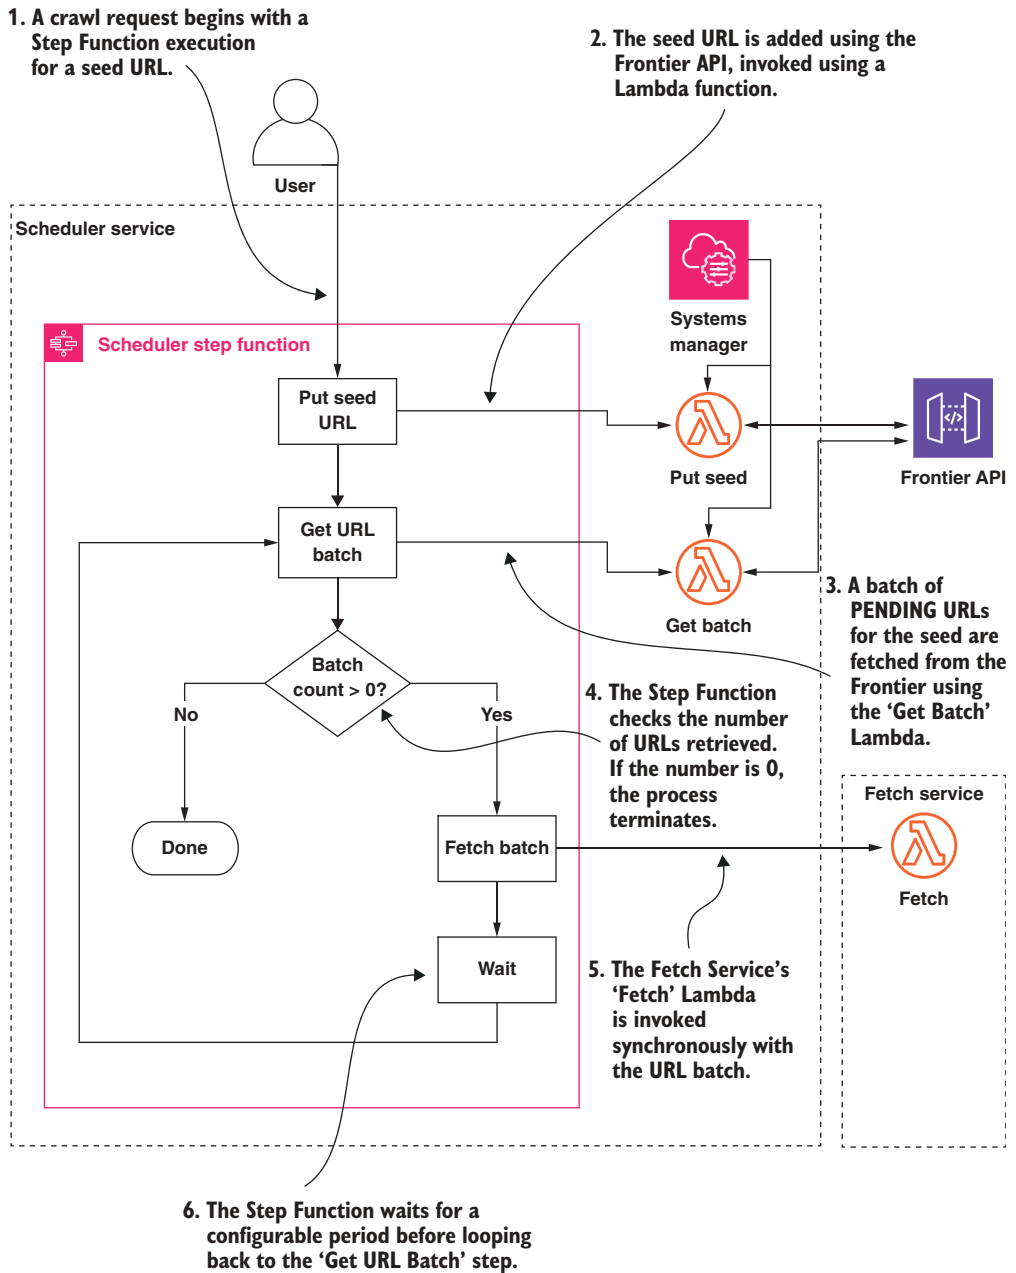 1. A crawl request begins with a
Step Function execution
for a seed URL.
2. The seed URL is added using the
Frontier API, invoked using a
Lambda function.
User
Scheduler service
Systems
manager
Scheduler step function
Put seed
URL
Put seed
Frontier API
Get URL
batch
Get batch
3. A batch of
PENDING URLs
for the seed are
fetched from the
Frontier using
the ‘Get Batch’
Lambda.
Batch
count > 0?
No
Yes
4. The Step Function
checks the number
of URLs retrieved.
If the number is 0,
the process
terminates.
Fetch service
Done
Fetch batch
Fetch
Wait
5. The Fetch Service’s
‘Fetch’ Lambda
is invoked
synchronously with
the URL batch.
6. The Step Function waits for a
configurable period before looping
back to the ‘Get URL Batch’ step.